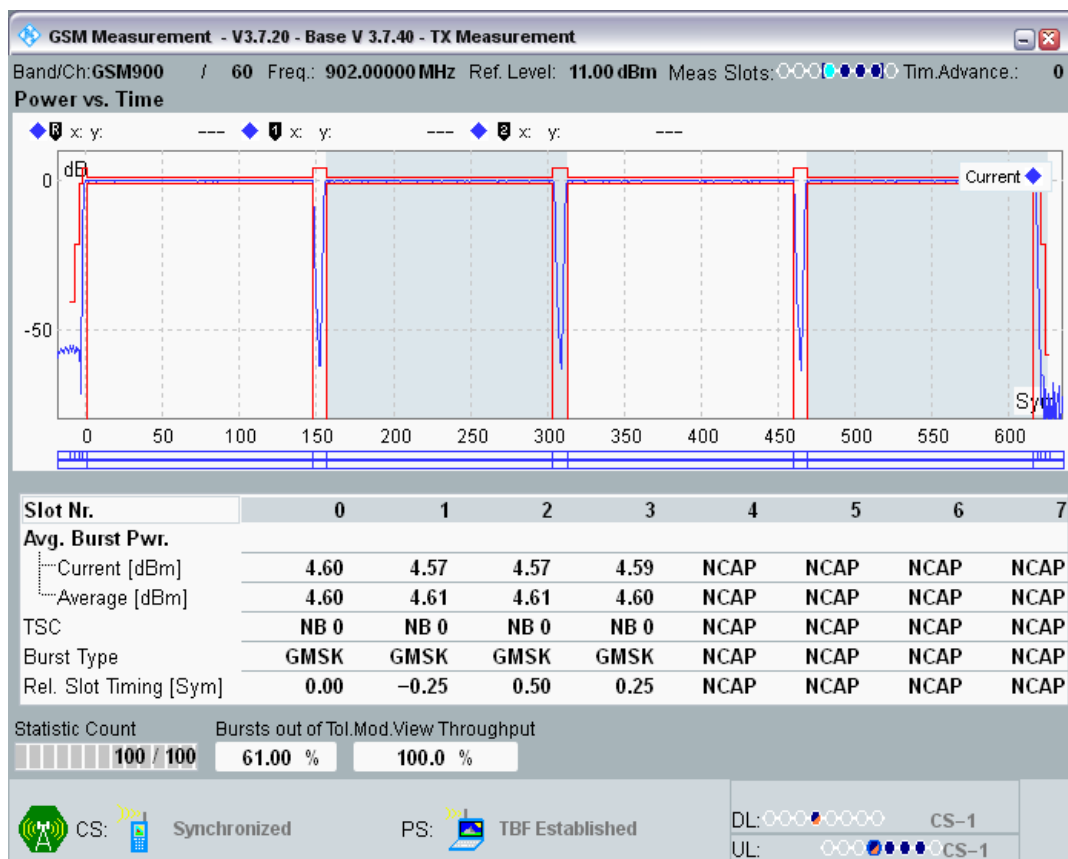 GSM Measurement - V3.7.20 - Base V 3.7.40 - TX Measurement
Band/Ch:GSM900 / 60 Freq.: 902.00000 MHz Ref. Level: 11.00 dBm Meas Slots: Tim.Advance.: 0
Power vs. Time
R x: y: --- 1 x: y: --- 2 x: y: ---
dB
Current
0
-50
Sym
0 50 100 150 200 250 300 350 400 450 500 550 600
Slot Nr. 0 1 2 3 4 5 6 7
Avg. Burst Pwr.
Current [dBm] 4.60 4.57 4.57 4.59 NCAP NCAP NCAP NCAP
Average [dBm] 4.60 4.61 4.61 4.60 NCAP NCAP NCAP NCAP
TSC NB 0 NB 0 NB 0 NB 0 NCAP NCAP NCAP NCAP
Burst Type GMSK GMSK GMSK GMSK NCAP NCAP NCAP NCAP
Rel. Slot Timing [Sym] 0.00 −0.25 0.50 0.25 NCAP NCAP NCAP NCAP
Statistic Count Bursts out of Tol.Mod.View Throughput
100 / 100 61.00 % 100.0 %
CS: Synchronized PS: TBF Established DL: CS−1
UL: CS−1